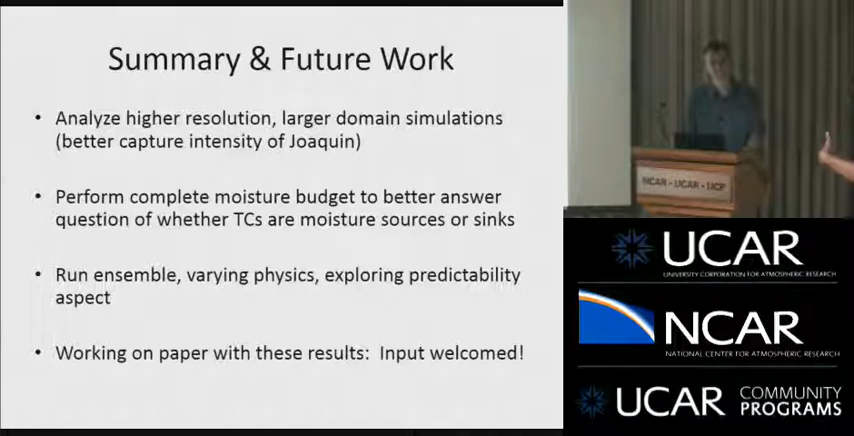 Summary & Future Work
• Analyze higher resolution, larger domain simulations
(better capture intensity of Joaquin)
• Perform complete moisture budget to better answer
question of whether TCs are moisture sources or sinks
• Run ensemble, varying physics, exploring predictability
aspect
• Working on paper with these results: Input welcomed!
NCAR • UCAR • UCP
UCAR
UNIVERSITY CORPORATION FOR ATMOSPHERIC RESEARCH
NCAR
NATIONAL CENTER FOR ATMOSPHERIC RESEARCH
UCAR COMMUNITY
PROGRAMS